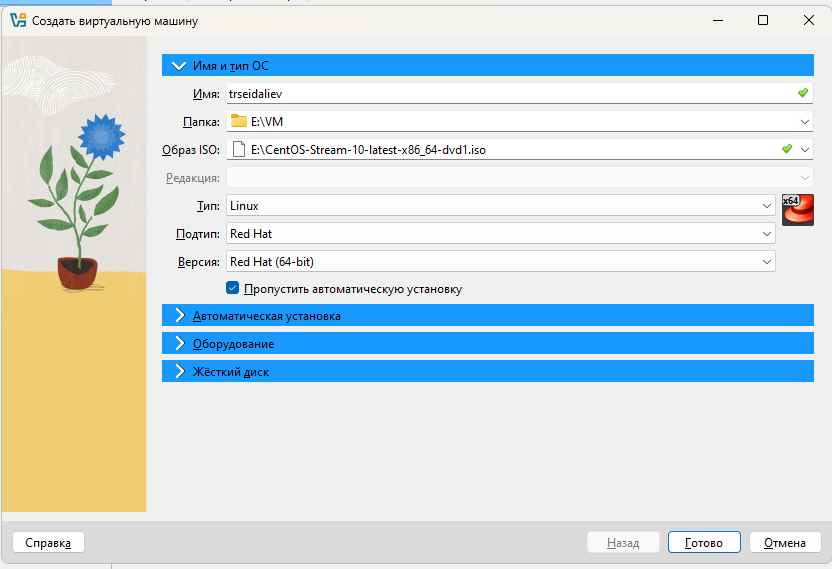 Создать виртуальную машину
Имя и тип ОС
Имя: trseidaliev
Папка: E:\VM
Образ ISO: E:\CentOS-Stream-10-latest-x86_64-dvd1.iso
Редакция:
Тип: Linux
x64
Подтип: Red Hat
Версия: Red Hat (64-bit)
Пропустить автоматическую установку
Автоматическая установка
Оборудование
Жёсткий диск
Справка Назад Готово Отмена